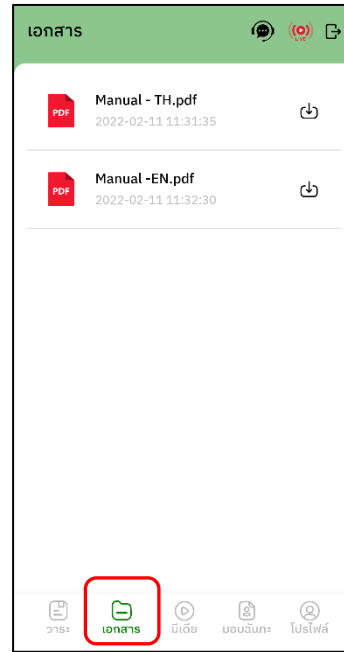 เอกสาร
LIVE
PDF
Manual - TH.pdf
2022-02-11 11:31:35
PDF
Manual -EN.pdf
2022-02-11 11:32:30
วาระ เอกสาร มีเดีย มอบฉันทะ โปรไฟล์